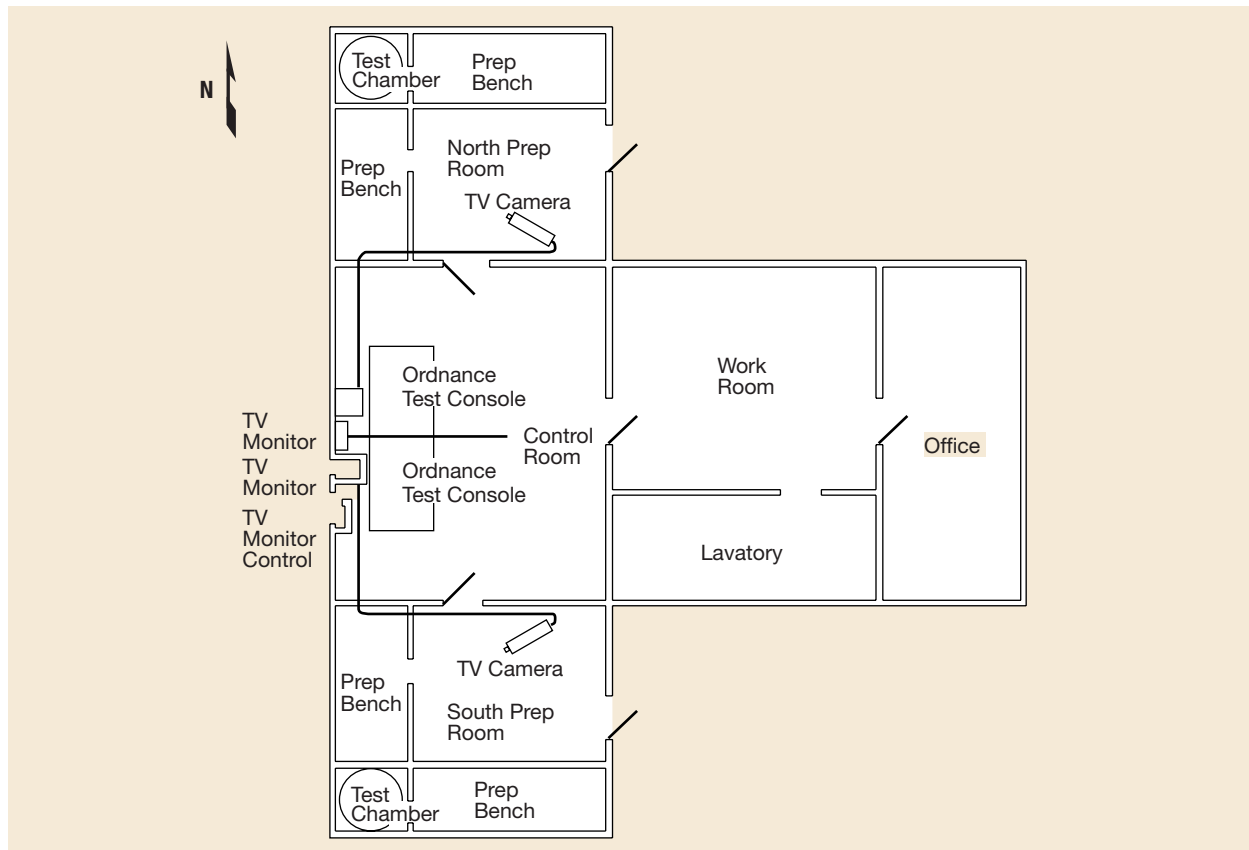 Test
Chamber
Prep
Bench
N
North Prep
Room
Prep
Bench
TV Camera
Ordnance
Test Console
Work
Room
TV
Monitor
Control
Room
Office
TV
Monitor
Ordnance
Test Console
TV
Monitor
Control
Lavatory
TV Camera
Prep
Bench
South Prep
Room
Test
Chamber
Prep
Bench